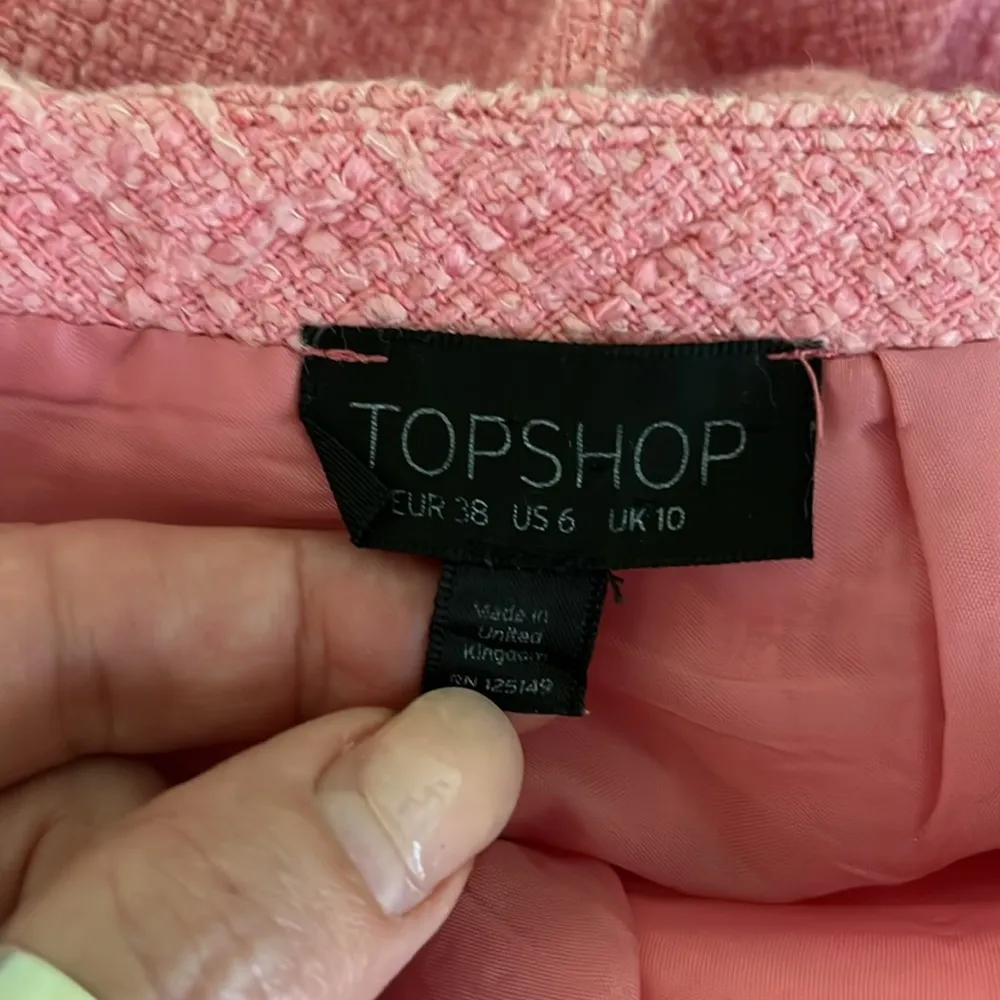 TOPSHOP
EUR 38 US 6 UK 10
Made in
United
Kingdom
RN 125149